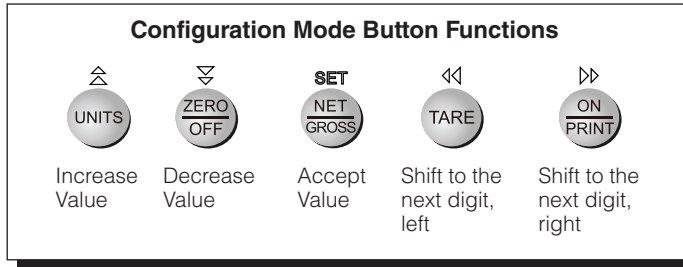 Configuration Mode Button Functions
SET
UNITS
ZERO
OFF
NET
GROSS
TARE
ON
PRINT
Increase
Value
Decrease
Value
Accept
Value
Shift to the
next digit,
left
Shift to the
next digit,
right